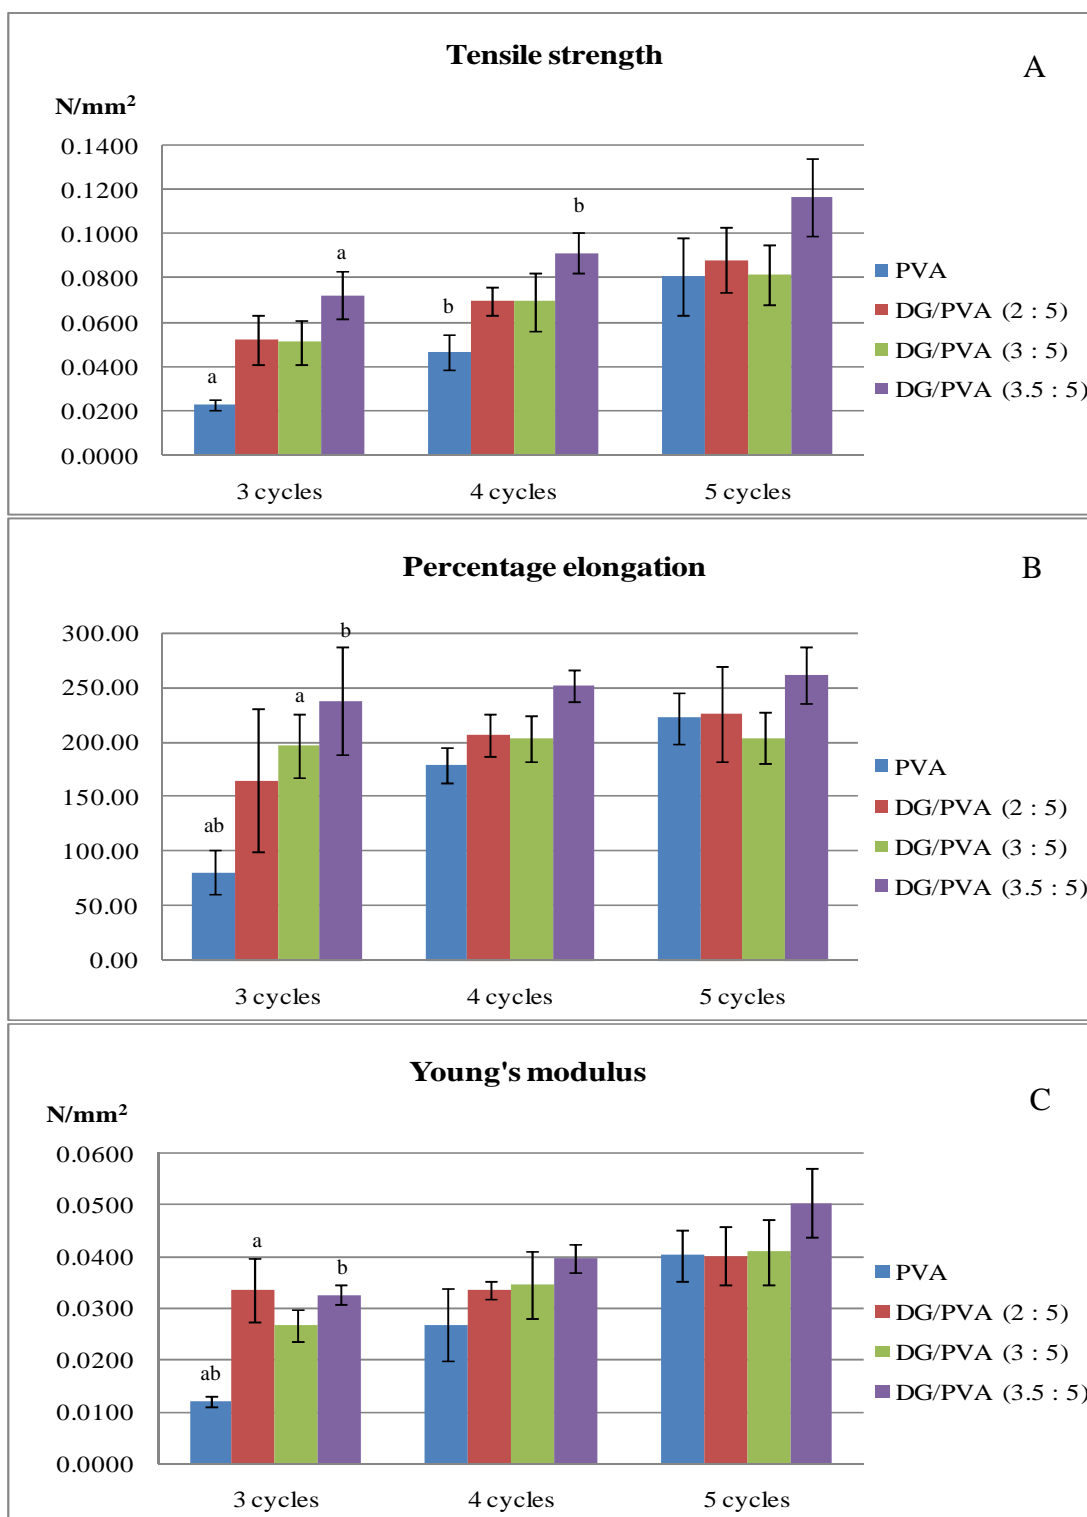 Tensile strength
A
N/mm²
0.1400
0.1200
0.1000
0.0800
0.0600
0.0400
0.0200
0.0000
a
a
b
b
3 cycles
4 cycles
5 cycles
PVA
DG/PVA (2 : 5)
DG/PVA (3 : 5)
DG/PVA (3.5 : 5)
Percentage elongation
B
300.00
250.00
200.00
150.00
100.00
50.00
0.00
ab
a
b
3 cycles
4 cycles
5 cycles
PVA
DG/PVA (2 : 5)
DG/PVA (3 : 5)
DG/PVA (3.5 : 5)
Young's modulus
C
N/mm²
0.0600
0.0500
0.0400
0.0300
0.0200
0.0100
0.0000
ab
a
b
3 cycles
4 cycles
5 cycles
PVA
DG/PVA (2 : 5)
DG/PVA (3 : 5)
DG/PVA (3.5 : 5)